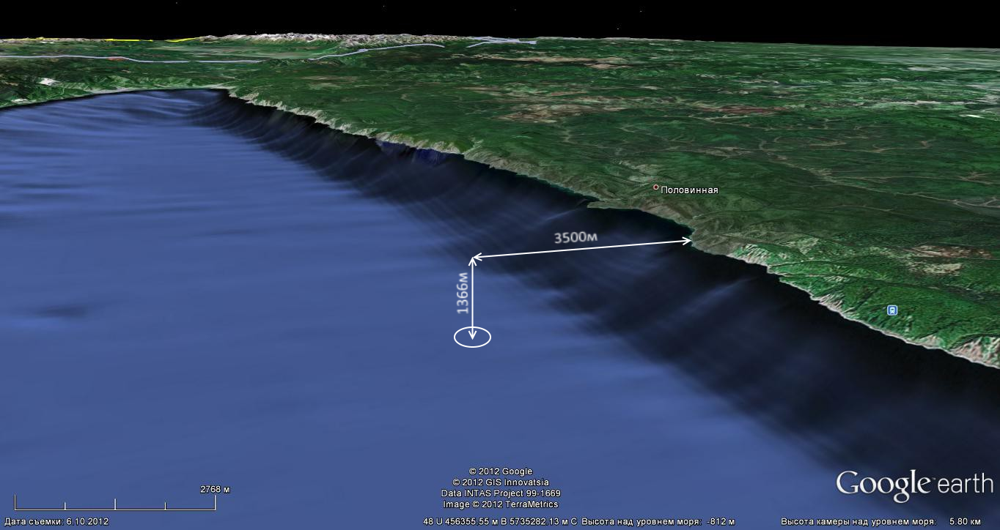 Половинная
3500м
1366м
2768 м
© 2012 Google
© 2012 GIS Innovatsia
Data INTAS Project 99-1669
Image © 2012 TerraMetrics
Google earth
Дата съемки: 6.10.2012
48 U 456355.55 м В 5735282.13 м С Высота над уровнем моря: -812 м
Высота камеры над уровнем моря: 5.80 км